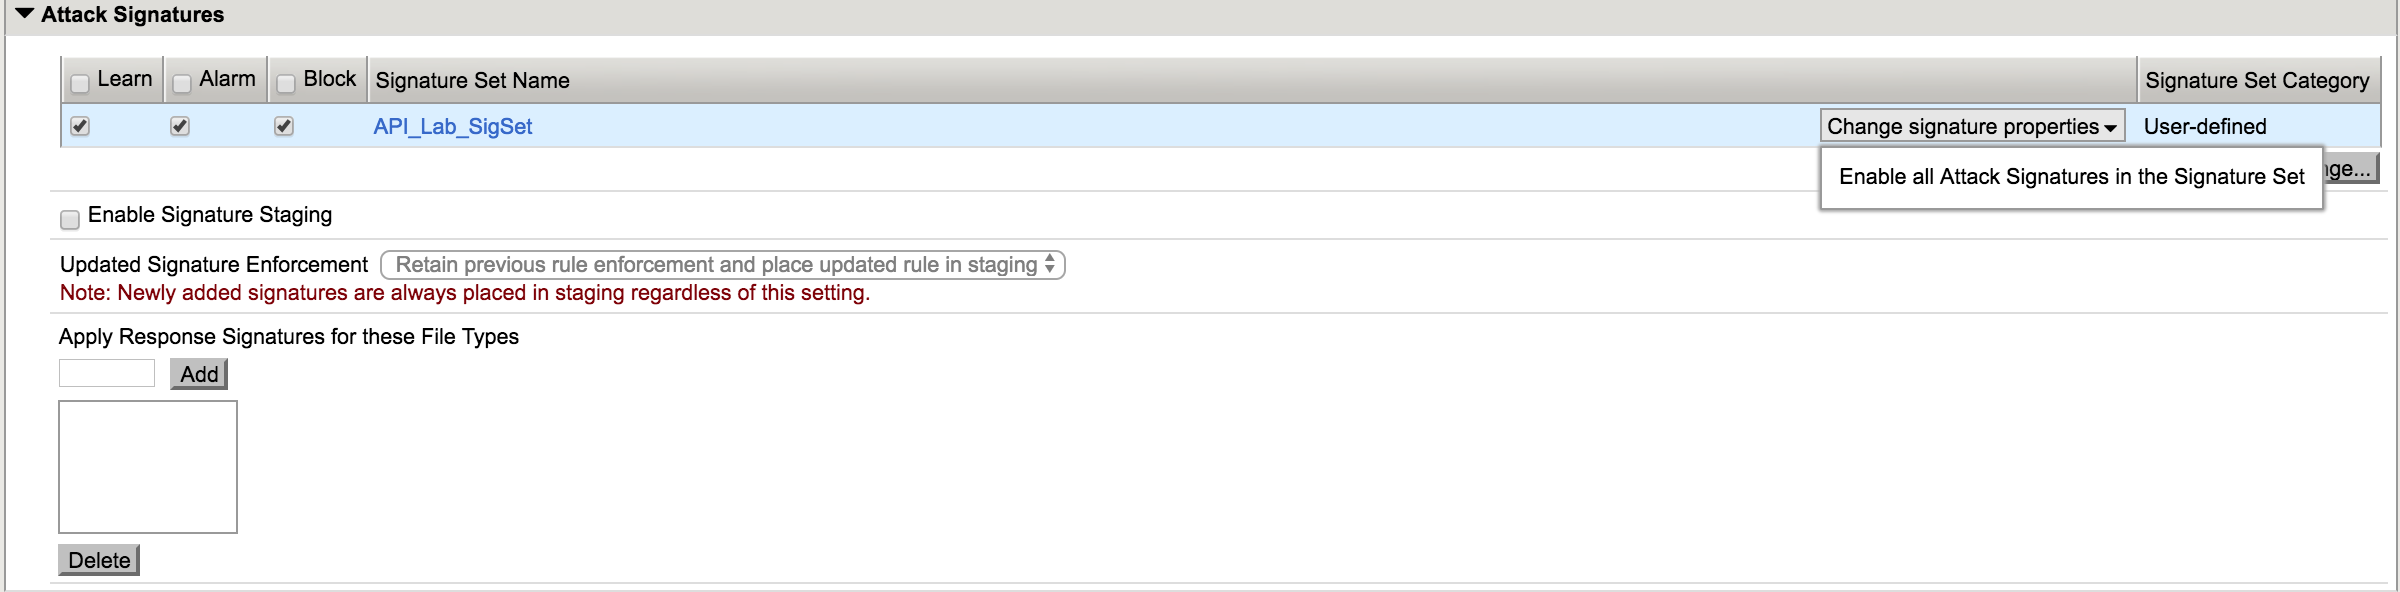 Attack Signatures
Learn Alarm Block Signature Set Name Signature Set Category
API_Lab_SigSet Change signature properties User-defined
Enable all Attack Signatures in the Signature Set
Enable Signature Staging
Updated Signature Enforcement Retain previous rule enforcement and place updated rule in staging
Note: Newly added signatures are always placed in staging regardless of this setting.
Apply Response Signatures for these File Types
Add
Delete